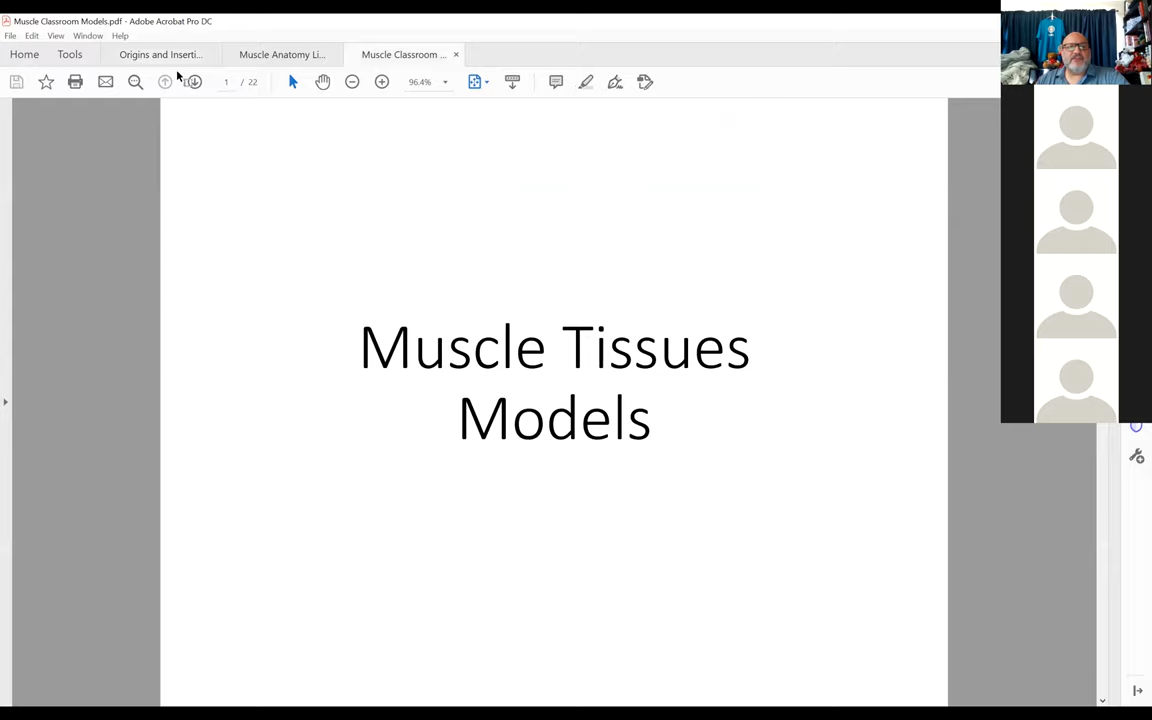 Muscle Classroom Models.pdf - Adobe Acrobat Pro DC
File Edit View Window Help
Home Tools Origins and Inserti... Muscle Anatomy Li... Muscle Classroom ... ×
1 / 22 96.4%
Muscle Tissues
Models